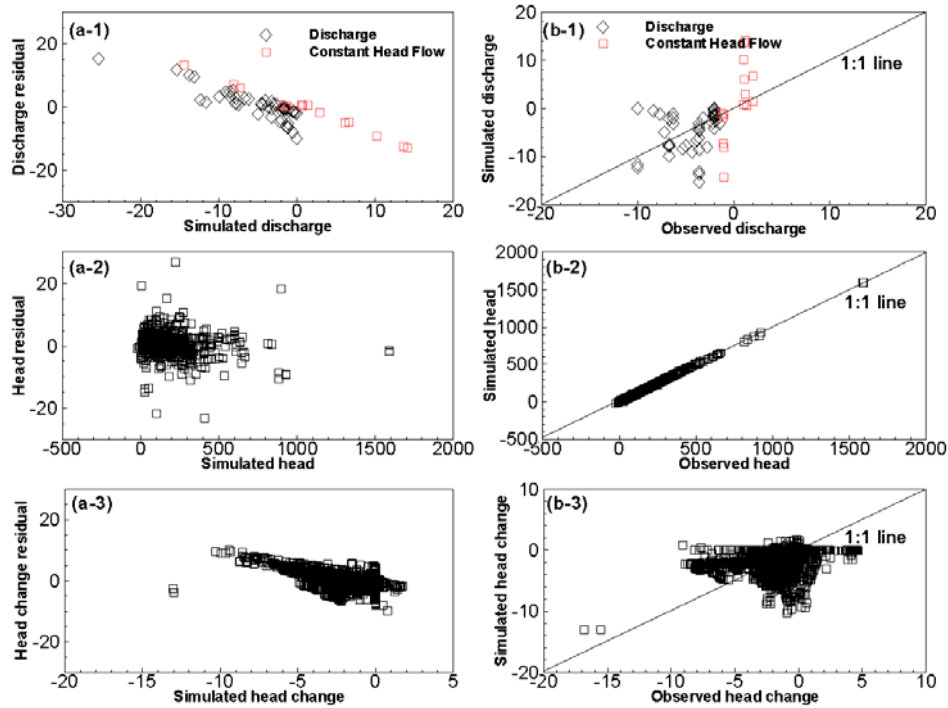 (a-1)
Discharge
Constant Head Flow
20
0
-20
Discharge residual
-30 -20 -10 0 10 20
Simulated discharge
(b-1)
Discharge
Constant Head Flow
1:1 line
20
10
0
-10
-20
Simulated discharge
-20 -10 0 10 20
Observed discharge
(a-2)
20
0
-20
Head residual
-500 0 500 1000 1500 2000
Simulated head
(b-2)
1:1 line
2000
1500
1000
500
0
-500
Simulated head
-500 0 500 1000 1500 2000
Observed head
(a-3)
20
0
-20
Head change residual
-20 -15 -10 -5 0 5
Simulated head change
(b-3)
1:1 line
10
0
-10
-20
Simulated head change
-20 -15 -10 -5 0 5 10
Observed head change